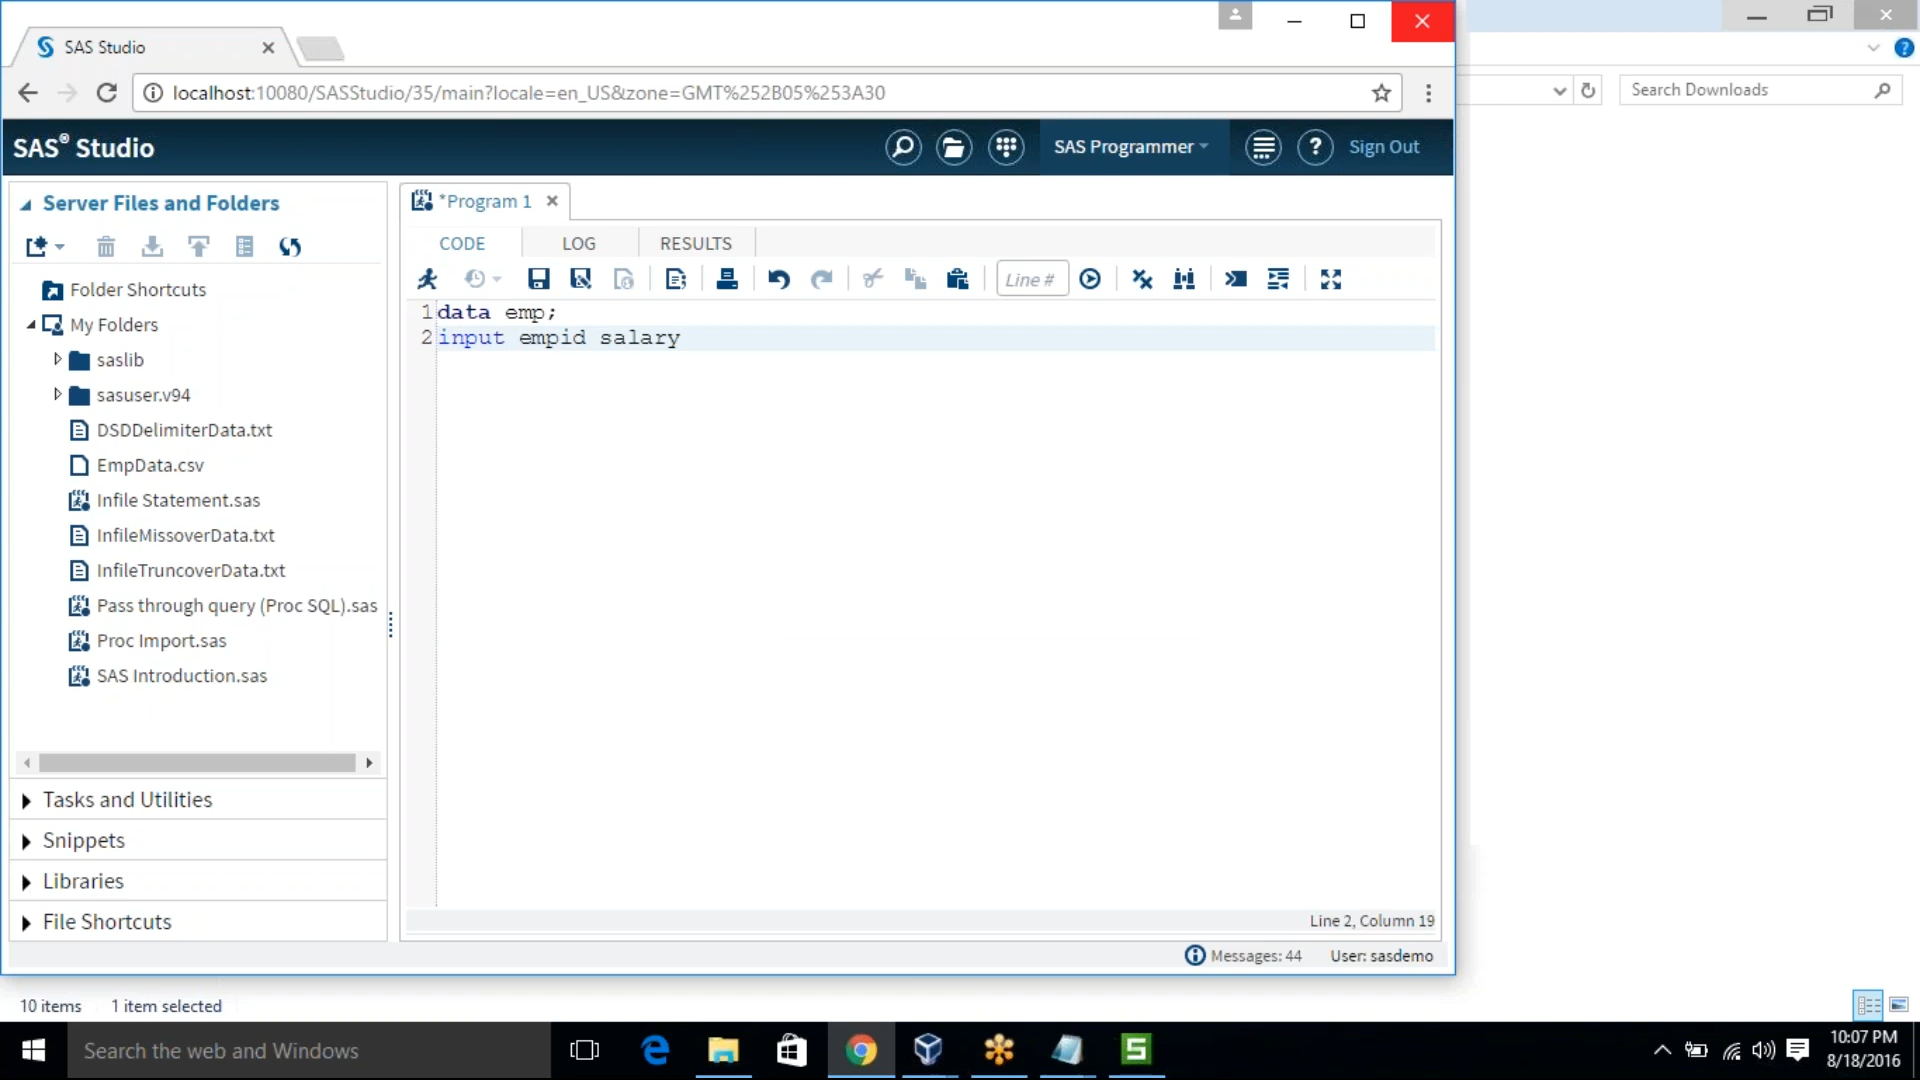 SAS Studio
localhost:10080/SASStudio/35/main?locale=en_US&zone=GMT%252B05%253A30
Search Downloads
SAS® Studio
SAS Programmer
Sign Out
Server Files and Folders
*Program 1
CODE LOG RESULTS
Line #
Folder Shortcuts
My Folders
saslib
sasuser.v94
DSDDelimiterData.txt
EmpData.csv
Infile Statement.sas
InfileMissoverData.txt
InfileTruncoverData.txt
Pass through query (Proc SQL).sas
Proc Import.sas
SAS Introduction.sas
1 data emp;
2 input empid salary
Tasks and Utilities
Snippets
Libraries
File Shortcuts
Line 2, Column 19
Messages: 44 User: sasdemo
10 items 1 item selected
Search the web and Windows
10:07 PM
8/18/2016